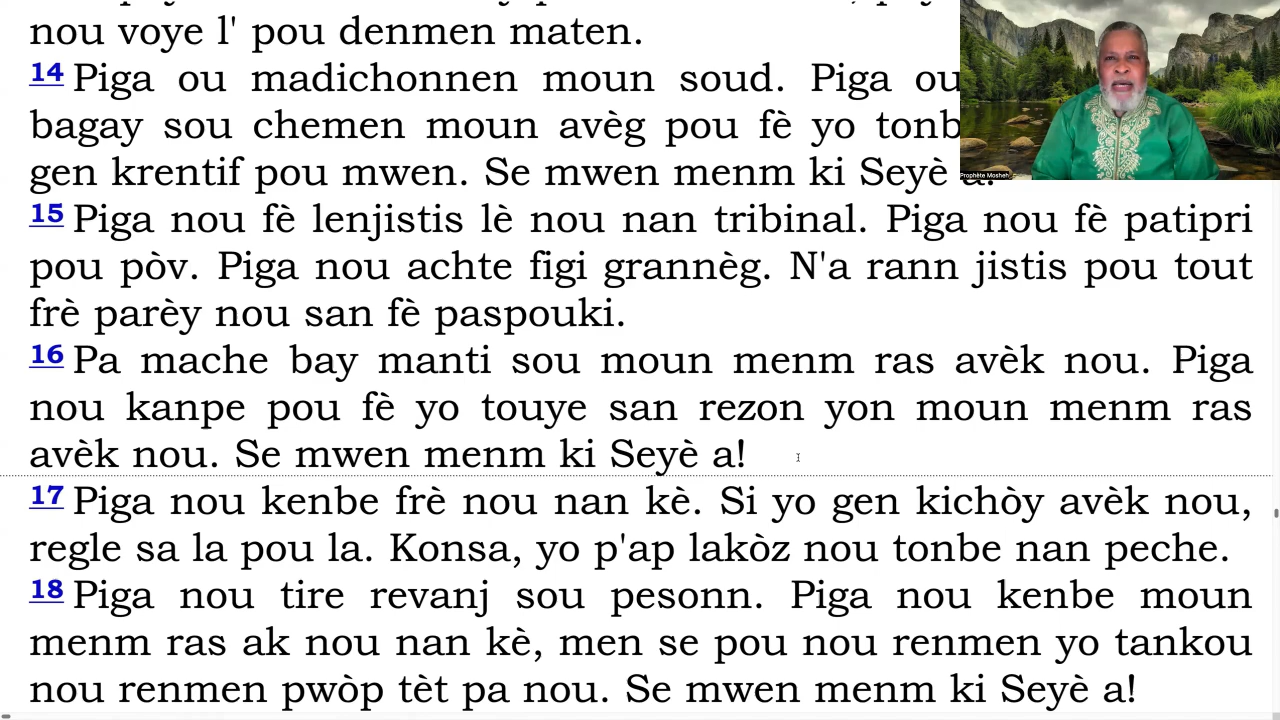 nou voye l' pou denmen maten.
14 Piga ou madichonnen moun soud. Piga ou
bagay sou chemen moun avèg pou fè yo tonb
gen krentif pou mwen. Se mwen menm ki Seyè a!
15 Piga nou fè lenjistis lè nou nan tribinal. Piga nou fè patipri
pou pòv. Piga nou achte figi grannèg. N'a rann jistis pou tout
frè parèy nou san fè paspouki.
16 Pa mache bay manti sou moun menm ras avèk nou. Piga
nou kanpe pou fè yo touye san rezon yon moun menm ras
avèk nou. Se mwen menm ki Seyè a!
17 Piga nou kenbe frè nou nan kè. Si yo gen kichòy avèk nou,
regle sa la pou la. Konsa, yo p'ap lakòz nou tonbe nan peche.
18 Piga nou tire revanj sou pesonn. Piga nou kenbe moun
menm ras ak nou nan kè, men se pou nou renmen yo tankou
nou renmen pwòp tèt pa nou. Se mwen menm ki Seyè a!
Prophète Mosheh